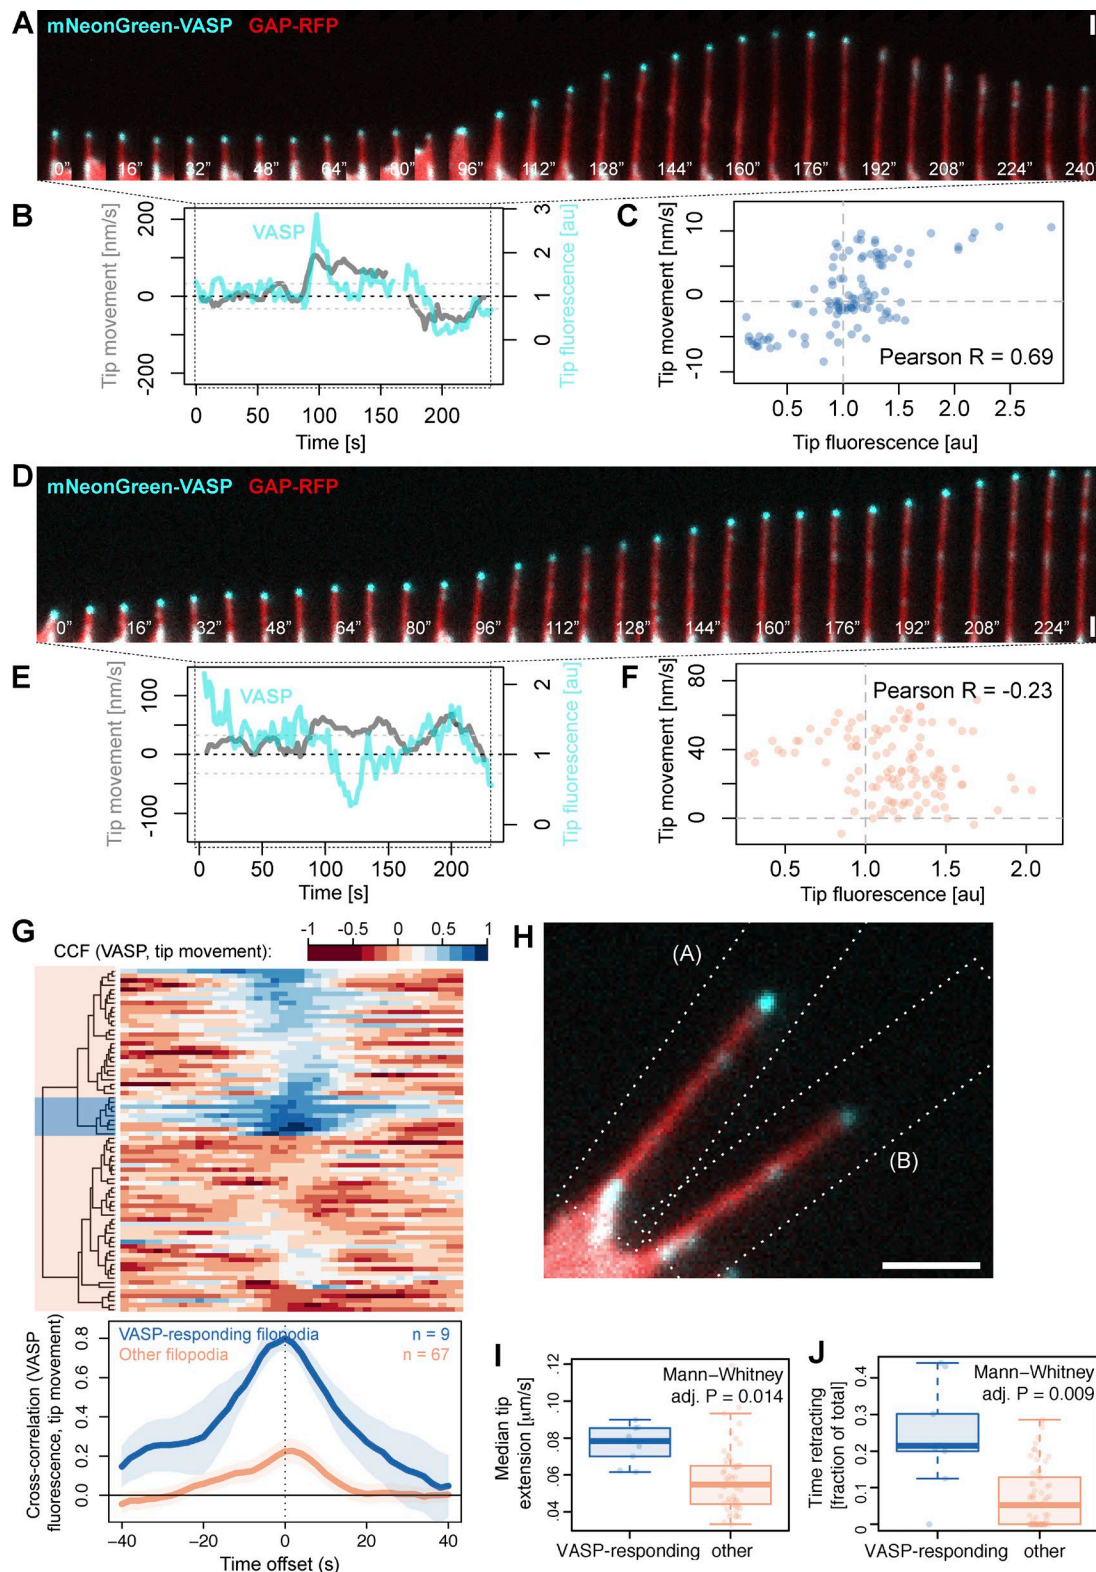 A
mNeonGreen-VASP GAP-RFP
0” 16” 32” 48” 64” 80” 96” 112” 128” 144” 160” 176” 192” 208” 224” 240”
B
Tip movement [nm/s]
200
0
-200
VASP
3
2
1
0
Tip fluorescence [au]
0 50 100 150 200
Time [s]
C
Tip movement [nm/s]
10
0
-10
Pearson R = 0.69
0.5 1.0 1.5 2.0 2.5
Tip fluorescence [au]
D
mNeonGreen-VASP GAP-RFP
0” 16” 32” 48” 64” 80” 96” 112” 128” 144” 160” 176” 192” 208” 224”
E
Tip movement [nm/s]
100
0
-100
VASP
2
1
0
Tip fluorescence [au]
0 50 100 150 200
Time [s]
F
Tip movement [nm/s]
80
40
0
Pearson R = -0.23
0.5 1.0 1.5 2.0
Tip fluorescence [au]
G
CCF (VASP, tip movement):
-1 -0.5 0 0.5 1
Cross-correlation (VASP
fluorescence, tip movement)
0.8
0.6
0.4
0.2
0.0
VASP-responding filopodia n = 9
Other filopodia n = 67
−40 −20 0 20 40
Time offset (s)
H
(A)
(B)
I
Median tip
extension [µm/s]
.12
.10
.08
.06
.04
Mann–Whitney
adj. P = 0.014
VASP-responding other
J
Time retracting
[fraction of total]
0.4
0.3
0.2
0.1
0
Mann–Whitney
adj. P = 0.009
VASP-responding other